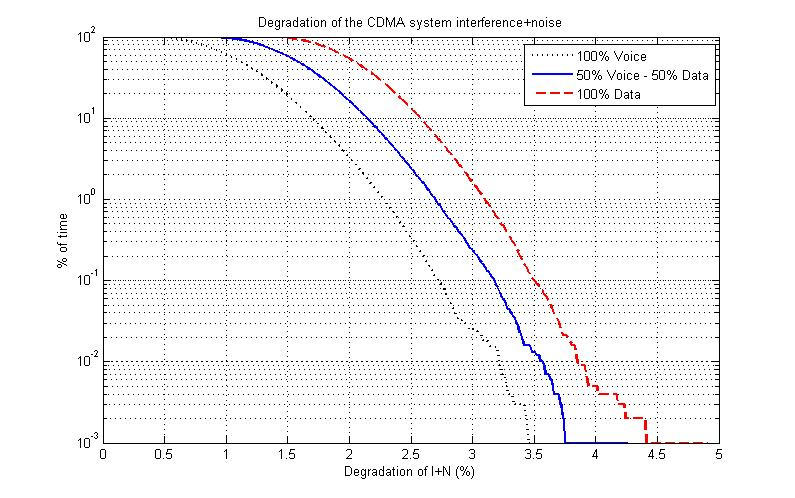 Degradation of the CDMA system interference+noise
100% Voice
50% Voice - 50% Data
100% Data
% of time
10^2
10^1
10^0
10^-1
10^-2
10^-3
0 0.5 1 1.5 2 2.5 3 3.5 4 4.5 5
Degradation of I+N (%)